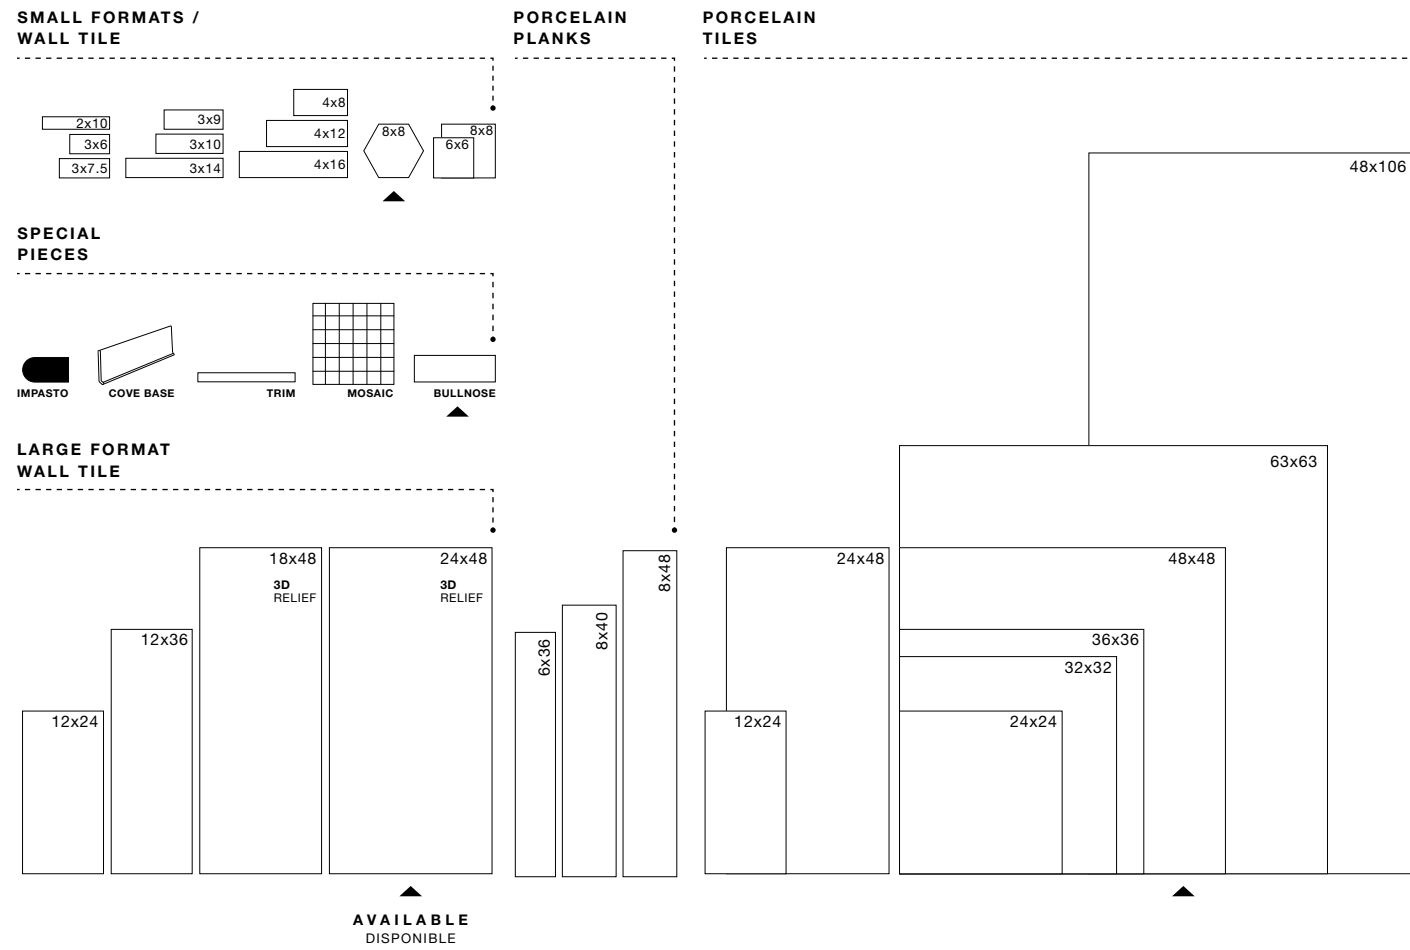 SMALL FORMATS /
WALL TILE
2x10
3x6
3x7.5
3x9
3x10
3x14
4x8
4x12
4x16
8x8
8x8
6x6
SPECIAL
PIECES
IMPASTO
COVE BASE
TRIM
MOSAIC
BULLNOSE
LARGE FORMAT
WALL TILE
12x24
12x36
18x48
3D
RELIEF
24x48
3D
RELIEF
AVAILABLE
DISPONIBLE
PORCELAIN
PLANKS
6x36
8x40
8x48
PORCELAIN
TILES
12x24
24x48
24x24
32x32
36x36
48x48
63x63
48x106